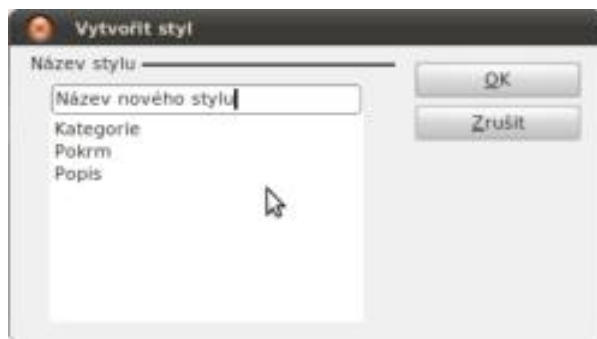 Vytvořit styl
Název stylu
OK
Název nového stylu
Zrušit
Kategorie
Pokrm
Popis